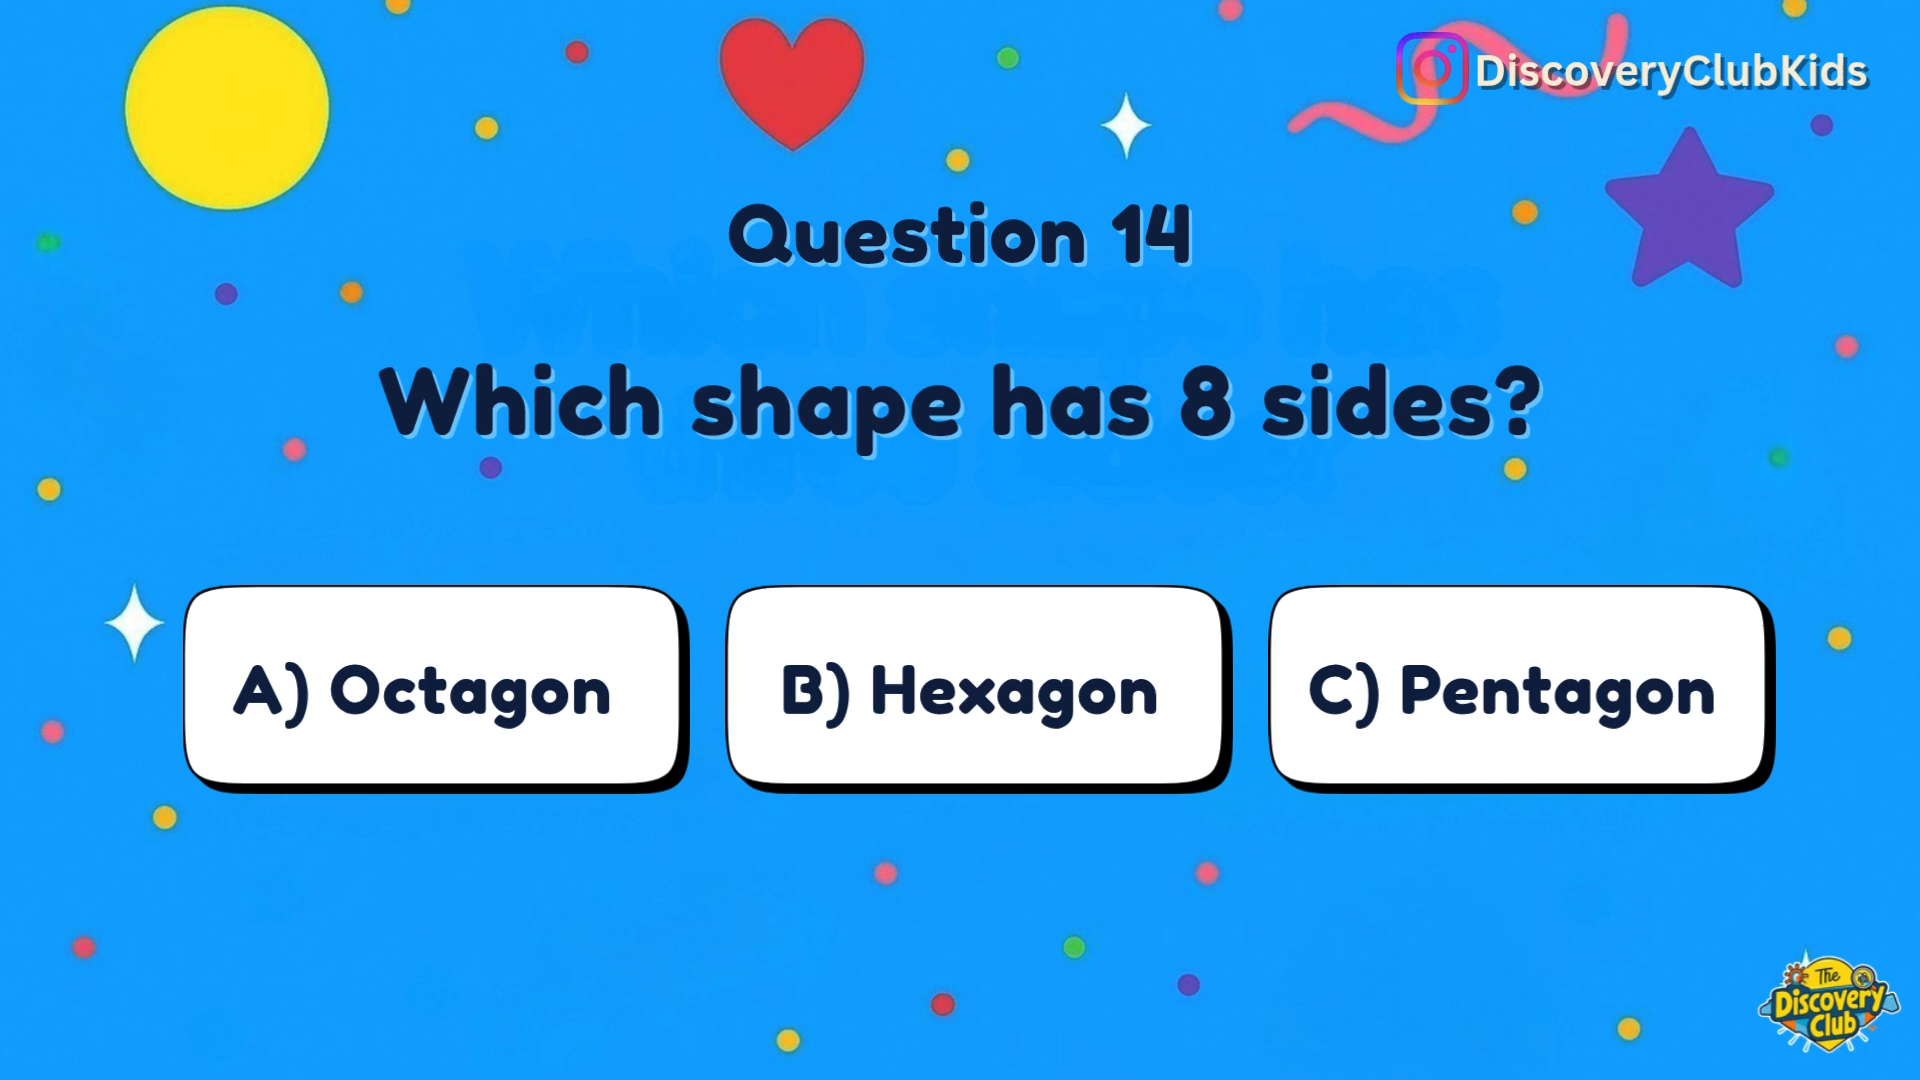 DiscoveryClubKids
Question 14
Which shape has 8 sides?
A) Octagon
B) Hexagon
C) Pentagon
The
Discovery
Club